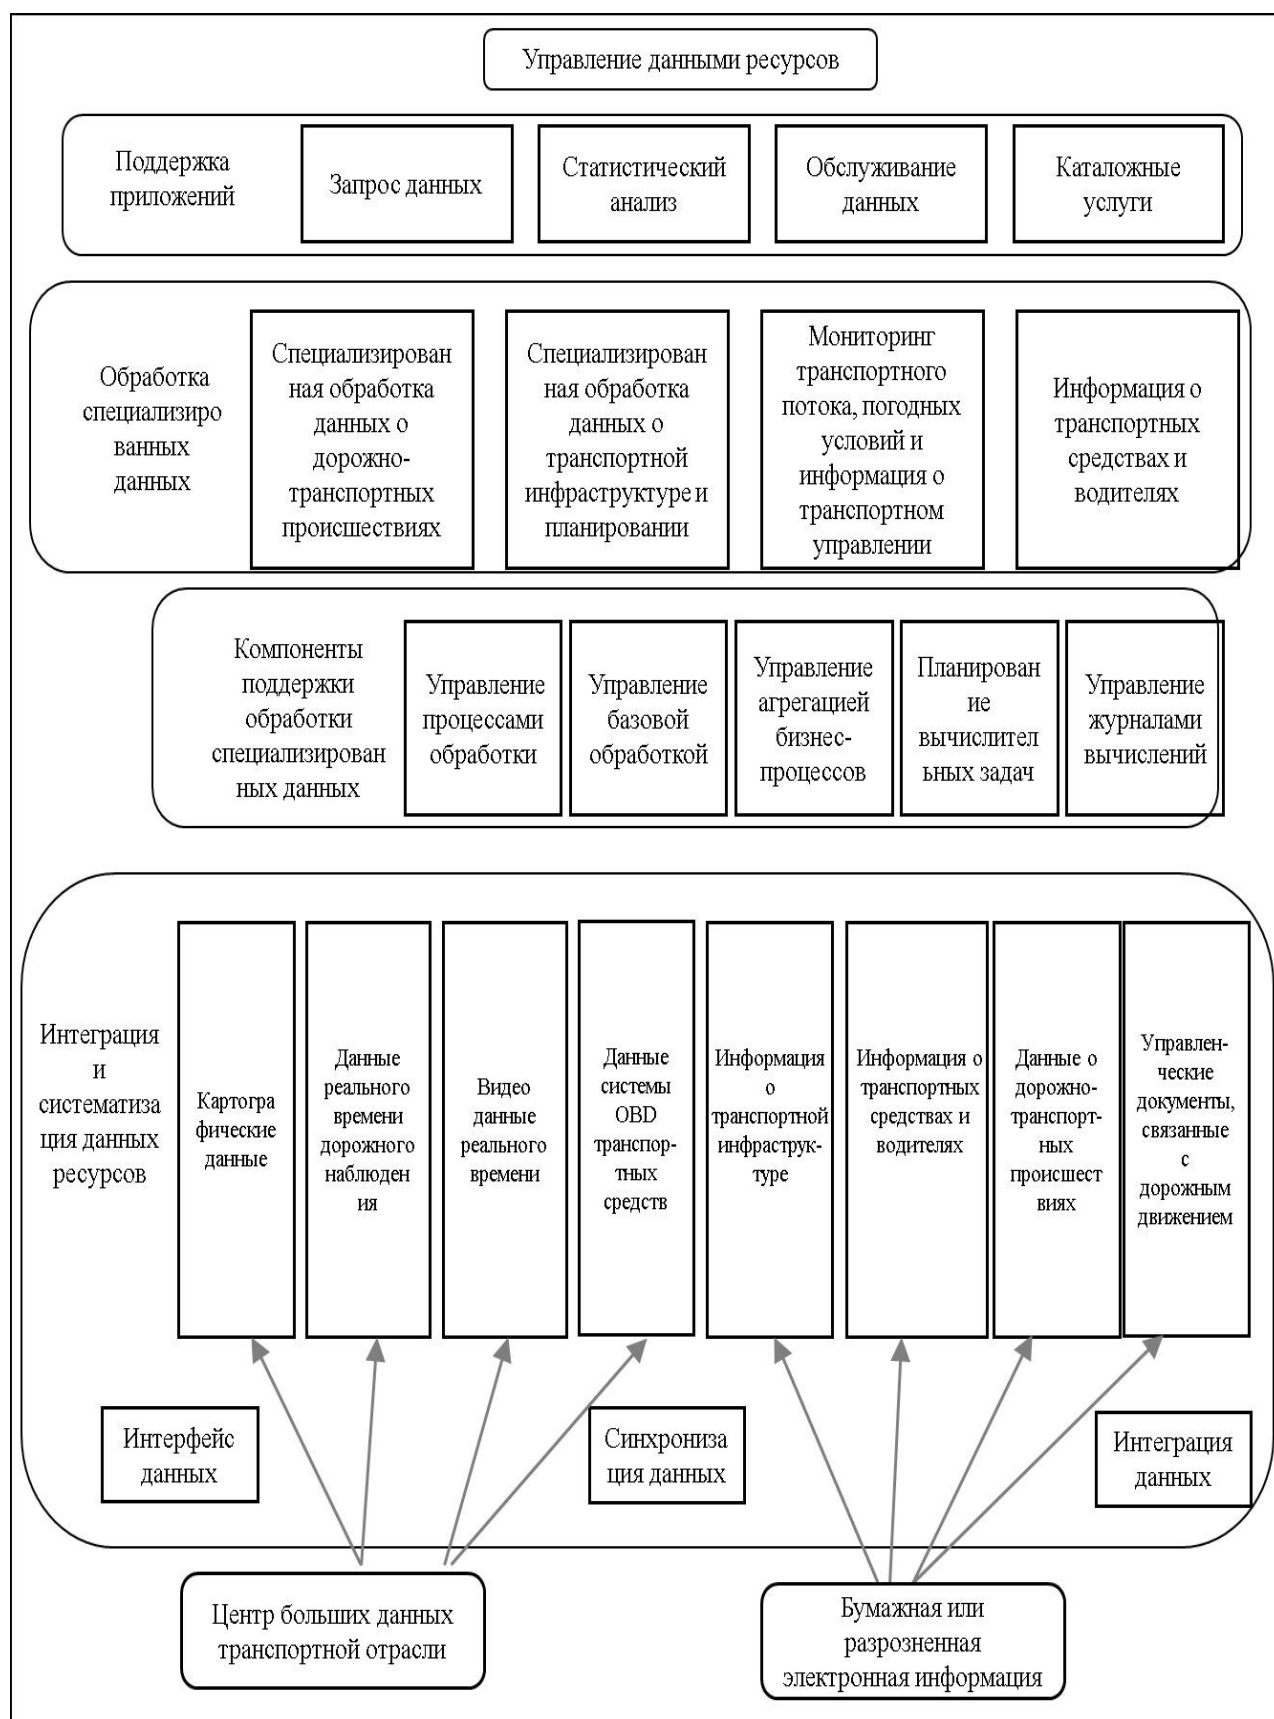 Управление данными ресурсов
Поддержка
приложений
Запрос данных
Статистический
анализ
Обслуживание
данных
Каталожные
услуги
Обработка
специализиро
ванных
данных
Специализирован
ная обработка
данных о
дорожно-
транспортных
происшествиях
Специализирован
ная обработка
данных о
транспортной
инфраструктуре и
планировании
Мониторинг
транспортного
потока, погодных
условий и
информация о
транспортном
управлении
Информация о
транспортных
средствах и
водителях
Компоненты
поддержки
обработки
специализирован
ных данных
Управление
процессами
обработки
Управление
базовой
обработкой
Управление
агрегацией
бизнес-
процессов
Планирован
ие
вычислител
ьных задач
Управление
журналами
вычислений
Интеграция
и
систематиза
ция данных
ресурсов
Картогра
фические
данные
Данные
реального
времени
дорожного
наблюден
ия
Видео
данные
реального
времени
Данные
системы
OBD
транспор-
тных
средств
Информация
о
транспортной
инфраструк-
туре
Информация о
транспортных
средствах и
водителях
Данные о
дорожно-
транспорт-
ных
происшест
виях
Управлен-
ческие
документы,
связанные
с
дорожным
движением
Интерфейс
данных
Синхрониза
ция данных
Интеграция
данных
Центр больших данных
транспортной отрасли
Бумажная или
разрозненная
электронная информация